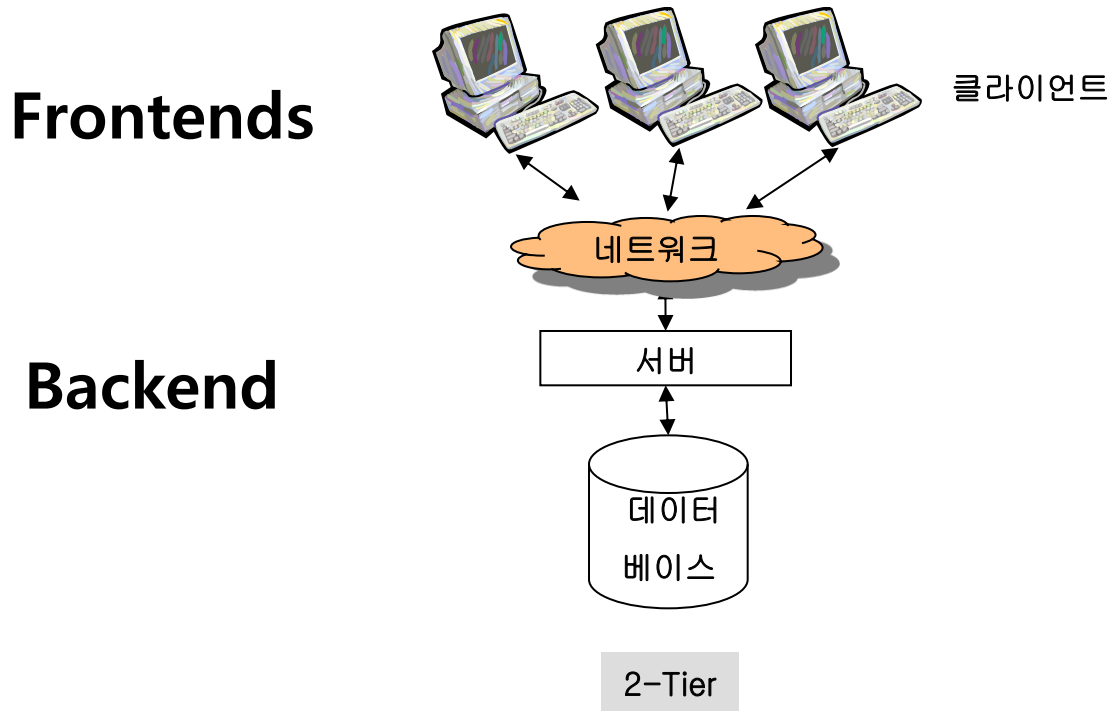 Frontends
클라이언트
네트워크
서버
Backend
데이터
베이스
2-Tier